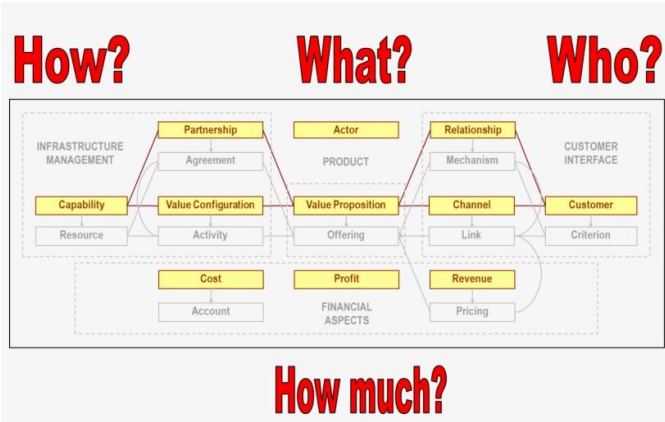 How?
What?
Who?
Partnership
Actor
Relationship
INFRASTRUCTURE
MANAGEMENT
Agreement
PRODUCT
Mechanism
CUSTOMER
INTERFACE
Capability
Value Configuration
Value Proposition
Channel
Customer
Resource
Activity
Offering
Link
Criterion
Cost
Profit
Revenue
Account
FINANCIAL
ASPECTS
Pricing
How much?